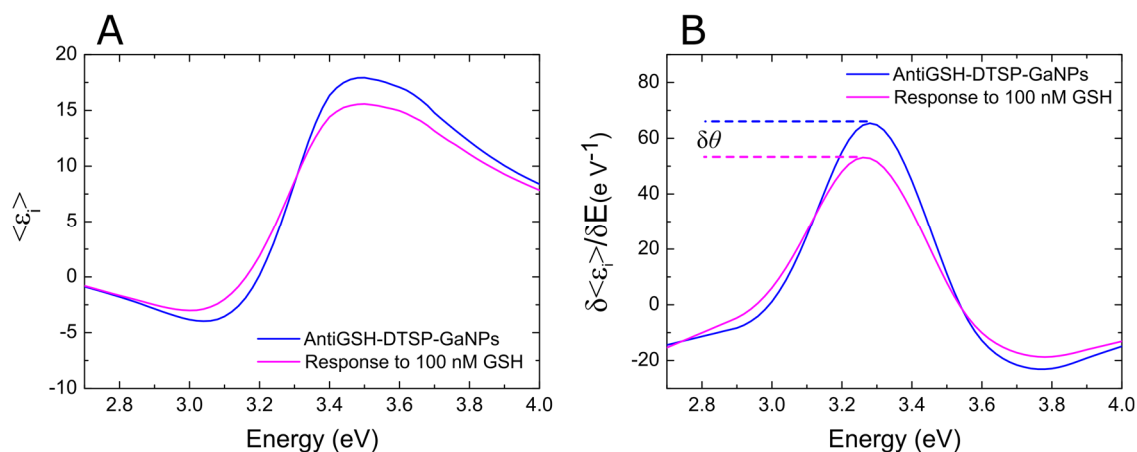 A
20
15
10
5
0
-5
-10
<εi>
AntiGSH-DTSP-GaNPs
Response to 100 nM GSH
2.8 3.0 3.2 3.4 3.6 3.8 4.0
Energy (eV)
B
80
60
40
20
0
-20
δ<εi>/δE(e V-1)
AntiGSH-DTSP-GaNPs
Response to 100 nM GSH
δθ
2.8 3.0 3.2 3.4 3.6 3.8 4.0
Energy (eV)